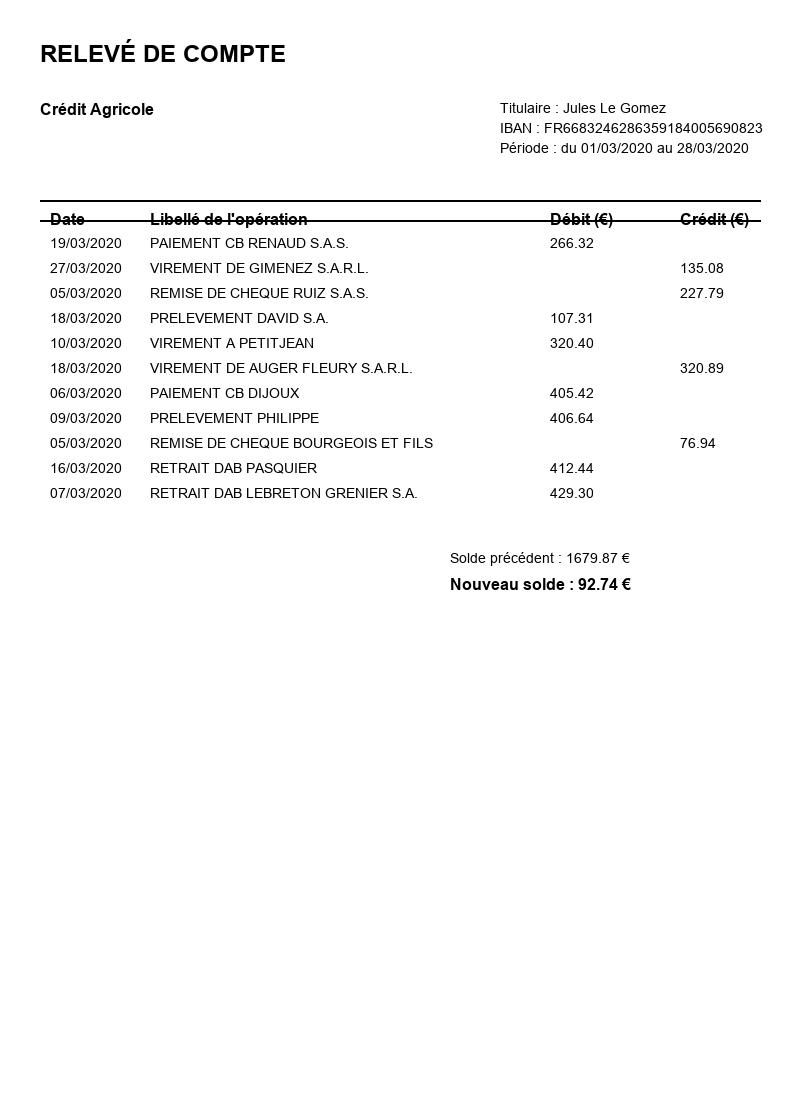 RELEVÉ DE COMPTE
Crédit Agricole
Titulaire : Jules Le Gomez
IBAN : FR6683246286359184005690823
Période : du 01/03/2020 au 28/03/2020
Date Libellé de l'opération Débit (€) Crédit (€)
19/03/2020 PAIEMENT CB RENAUD S.A.S. 266.32
27/03/2020 VIREMENT DE GIMENEZ S.A.R.L. 135.08
05/03/2020 REMISE DE CHEQUE RUIZ S.A.S. 227.79
18/03/2020 PRELEVEMENT DAVID S.A. 107.31
10/03/2020 VIREMENT A PETITJEAN 320.40
18/03/2020 VIREMENT DE AUGER FLEURY S.A.R.L. 320.89
06/03/2020 PAIEMENT CB DIJOUX 405.42
09/03/2020 PRELEVEMENT PHILIPPE 406.64
05/03/2020 REMISE DE CHEQUE BOURGEOIS ET FILS 76.94
16/03/2020 RETRAIT DAB PASQUIER 412.44
07/03/2020 RETRAIT DAB LEBRETON GRENIER S.A. 429.30
Solde précédent : 1679.87 €
Nouveau solde : 92.74 €